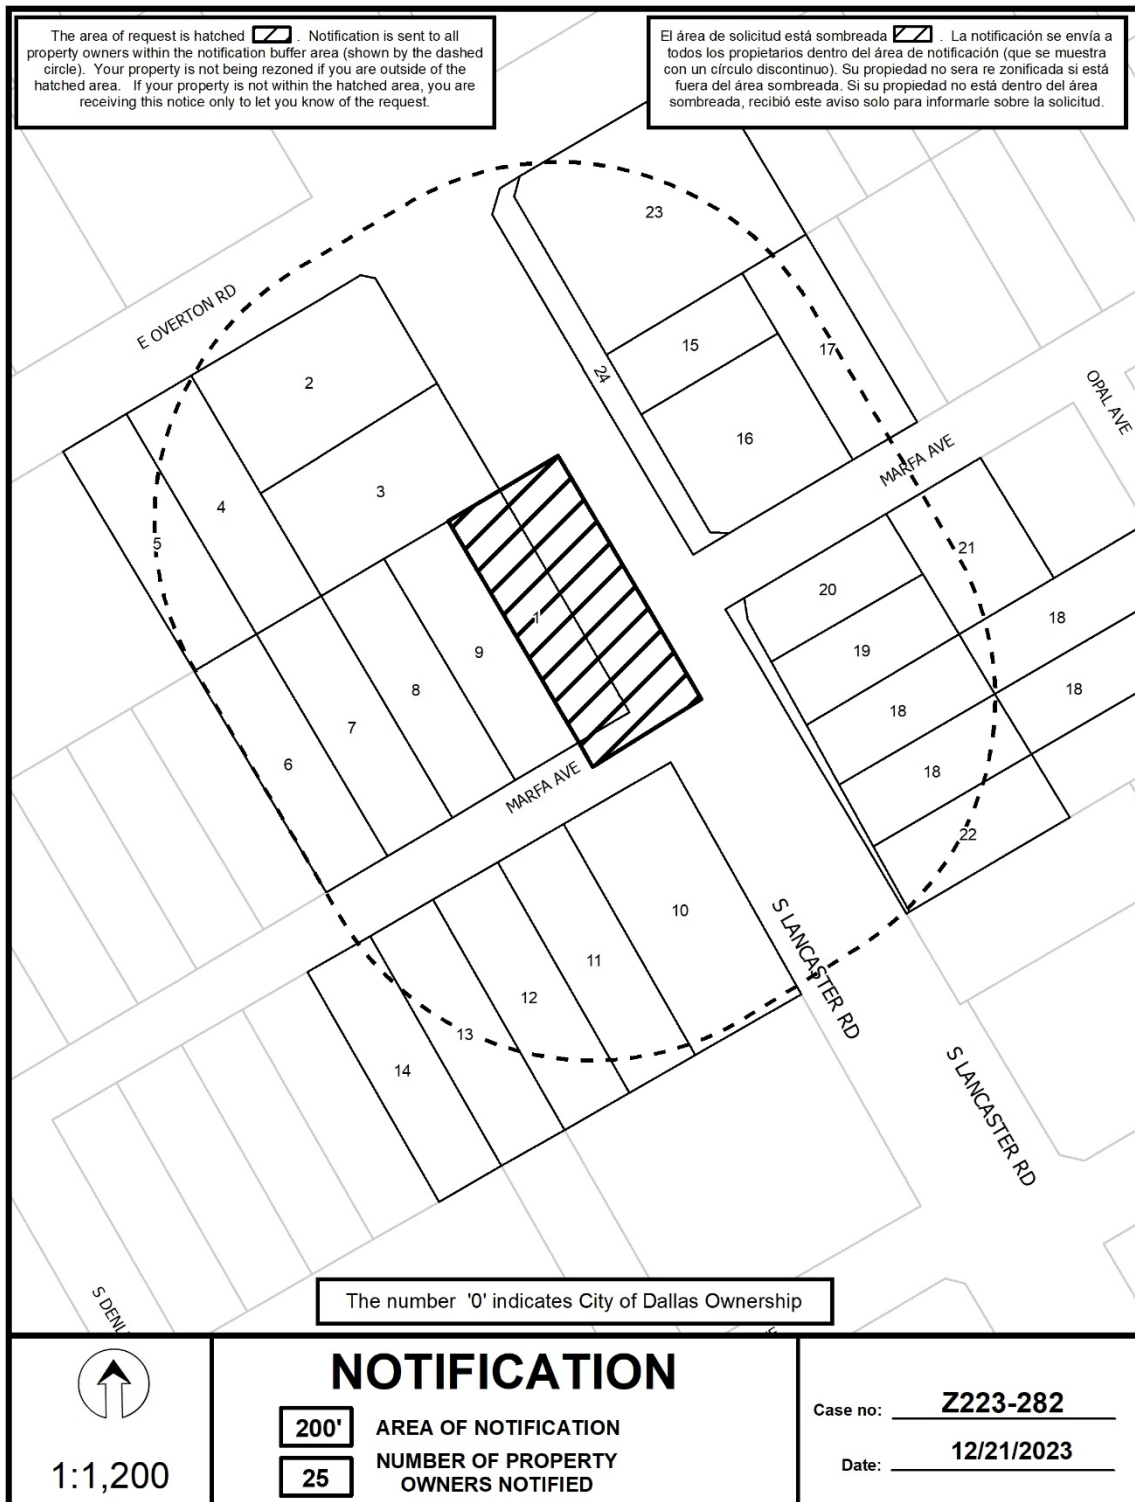 The area of request is hatched . Notification is sent to all
property owners within the notification buffer area (shown by the dashed
circle). Your property is not being rezoned if you are outside of the
hatched area. If your property is not within the hatched area, you are
receiving this notice only to let you know of the request.
El área de solicitud está sombreada . La notificación se envía a
todos los propietarios dentro del área de notificación (que se muestra
con un círculo discontinuo). Su propiedad no sera re zonificada si está
fuera del área sombreada. Si su propiedad no está dentro del área
sombreada, recibió este aviso solo para informarle sobre la solicitud.
23
E OVERTON RD
15
17
24
2
OPAL AVE
16
MARFA AVE
3
4
5
21
20
18
1
19
9
8
18
18
7
6
18
MARFA AVE
22
10
S LANCASTER RD
11
12
13
14
S LANCASTER RD
S DENL
The number '0' indicates City of Dallas Ownership
1:1,200
NOTIFICATION
200' AREA OF NOTIFICATION
25 NUMBER OF PROPERTY
OWNERS NOTIFIED
Case no: Z223-282
Date: 12/21/2023